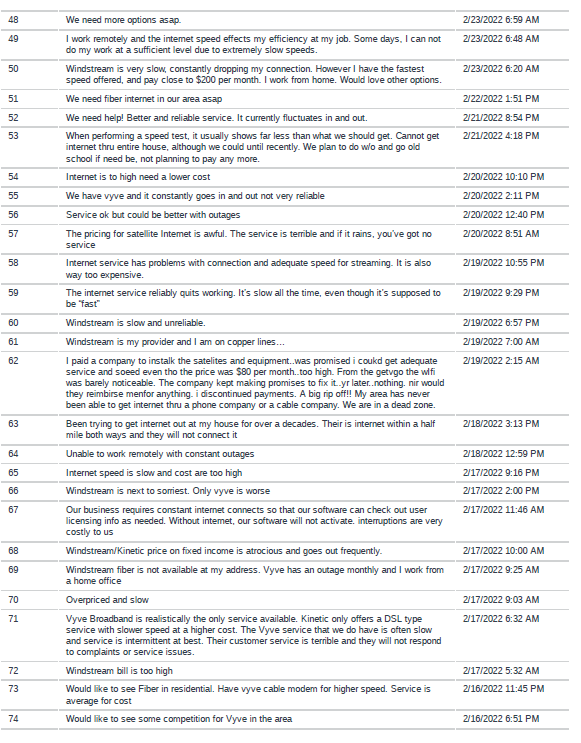 48 We need more options asap. 2/23/2022 6:59 AM
49 I work remotely and the internet speed effects my efficiency at my job. Some days, I can not 2/23/2022 6:48 AM
do my work at a sufficient level due to extremely slow speeds.
50 Windstream is very slow, constantly dropping my connection. However I have the fastest 2/23/2022 6:20 AM
speed offered, and pay close to $200 per month. I work from home. Would love other options.
51 We need fiber internet in our area asap 2/22/2022 1:51 PM
52 We need help! Better and reliable service. It currently fluctuates in and out. 2/21/2022 8:54 PM
53 When performing a speed test, it usually shows far less than what we should get. Cannot get 2/21/2022 4:18 PM
internet thru entire house, although we could until recently. We plan to do w/o and go old
school if need be, not planning to pay any more.
54 Internet is to high need a lower cost 2/20/2022 10:10 PM
55 We have vyve and it constantly goes in and out not very reliable 2/20/2022 2:11 PM
56 Service ok but could be better with outages 2/20/2022 12:40 PM
57 The pricing for satellite Internet is awful. The service is terrible and if it rains, you've got no 2/20/2022 8:51 AM
service
58 Internet service has problems with connection and adequate speed for streaming. It is also 2/19/2022 10:55 PM
way too expensive.
59 The internet service reliably quits working. It's slow all the time, even though it's supposed to 2/19/2022 9:29 PM
be "fast"
60 Windstream is slow and unreliable. 2/19/2022 6:57 PM
61 Windstream is my provider and I am on copper lines… 2/19/2022 7:00 AM
62 I paid a company to instalk the satelites and equipment..was promised i coukd get adequate 2/19/2022 2:15 AM
service and soeed even tho the price was $80 per month..too high. From the getvgo the wifi
was barely noticeable. The company kept making promises to fix it..yr later..nothing. nir would
they reimbirse menfor anything. i discontinued payments. A big rip off!! My area has never
been able to get internet thru a phone company or a cable company. We are in a dead zone.
63 Been trying to get internet out at my house for over a decades. Their is internet within a half 2/18/2022 3:13 PM
mile both ways and they will not connect it
64 Unable to work remotely with constant outages 2/18/2022 12:59 PM
65 Internet speed is slow and cost are too high 2/17/2022 9:16 PM
66 Windstream is next to sorriest. Only vyve is worse 2/17/2022 2:00 PM
67 Our business requires constant internet connects so that our software can check out user 2/17/2022 11:46 AM
licensing info as needed. Without internet, our software will not activate. interruptions are very
costly to us
68 Windstream/Kinetic price on fixed income is atrocious and goes out frequently. 2/17/2022 10:00 AM
69 Windstream fiber is not available at my address. Vyve has an outage monthly and I work from 2/17/2022 9:25 AM
a home office
70 Overpriced and slow 2/17/2022 9:03 AM
71 Vyve Broadband is realistically the only service available. Kinetic only offers a DSL type 2/17/2022 6:32 AM
service with slower speed at a higher cost. The Vyve service that we do have is often slow
and service is intermittent at best. Their customer service is terrible and they will not respond
to complaints or service issues.
72 Windstream bill is too high 2/17/2022 5:32 AM
73 Would like to see Fiber in residential. Have vyve cable modem for higher speed. Service is 2/16/2022 11:45 PM
average for cost
74 Would like to see some competition for Vyve in the area 2/16/2022 6:51 PM